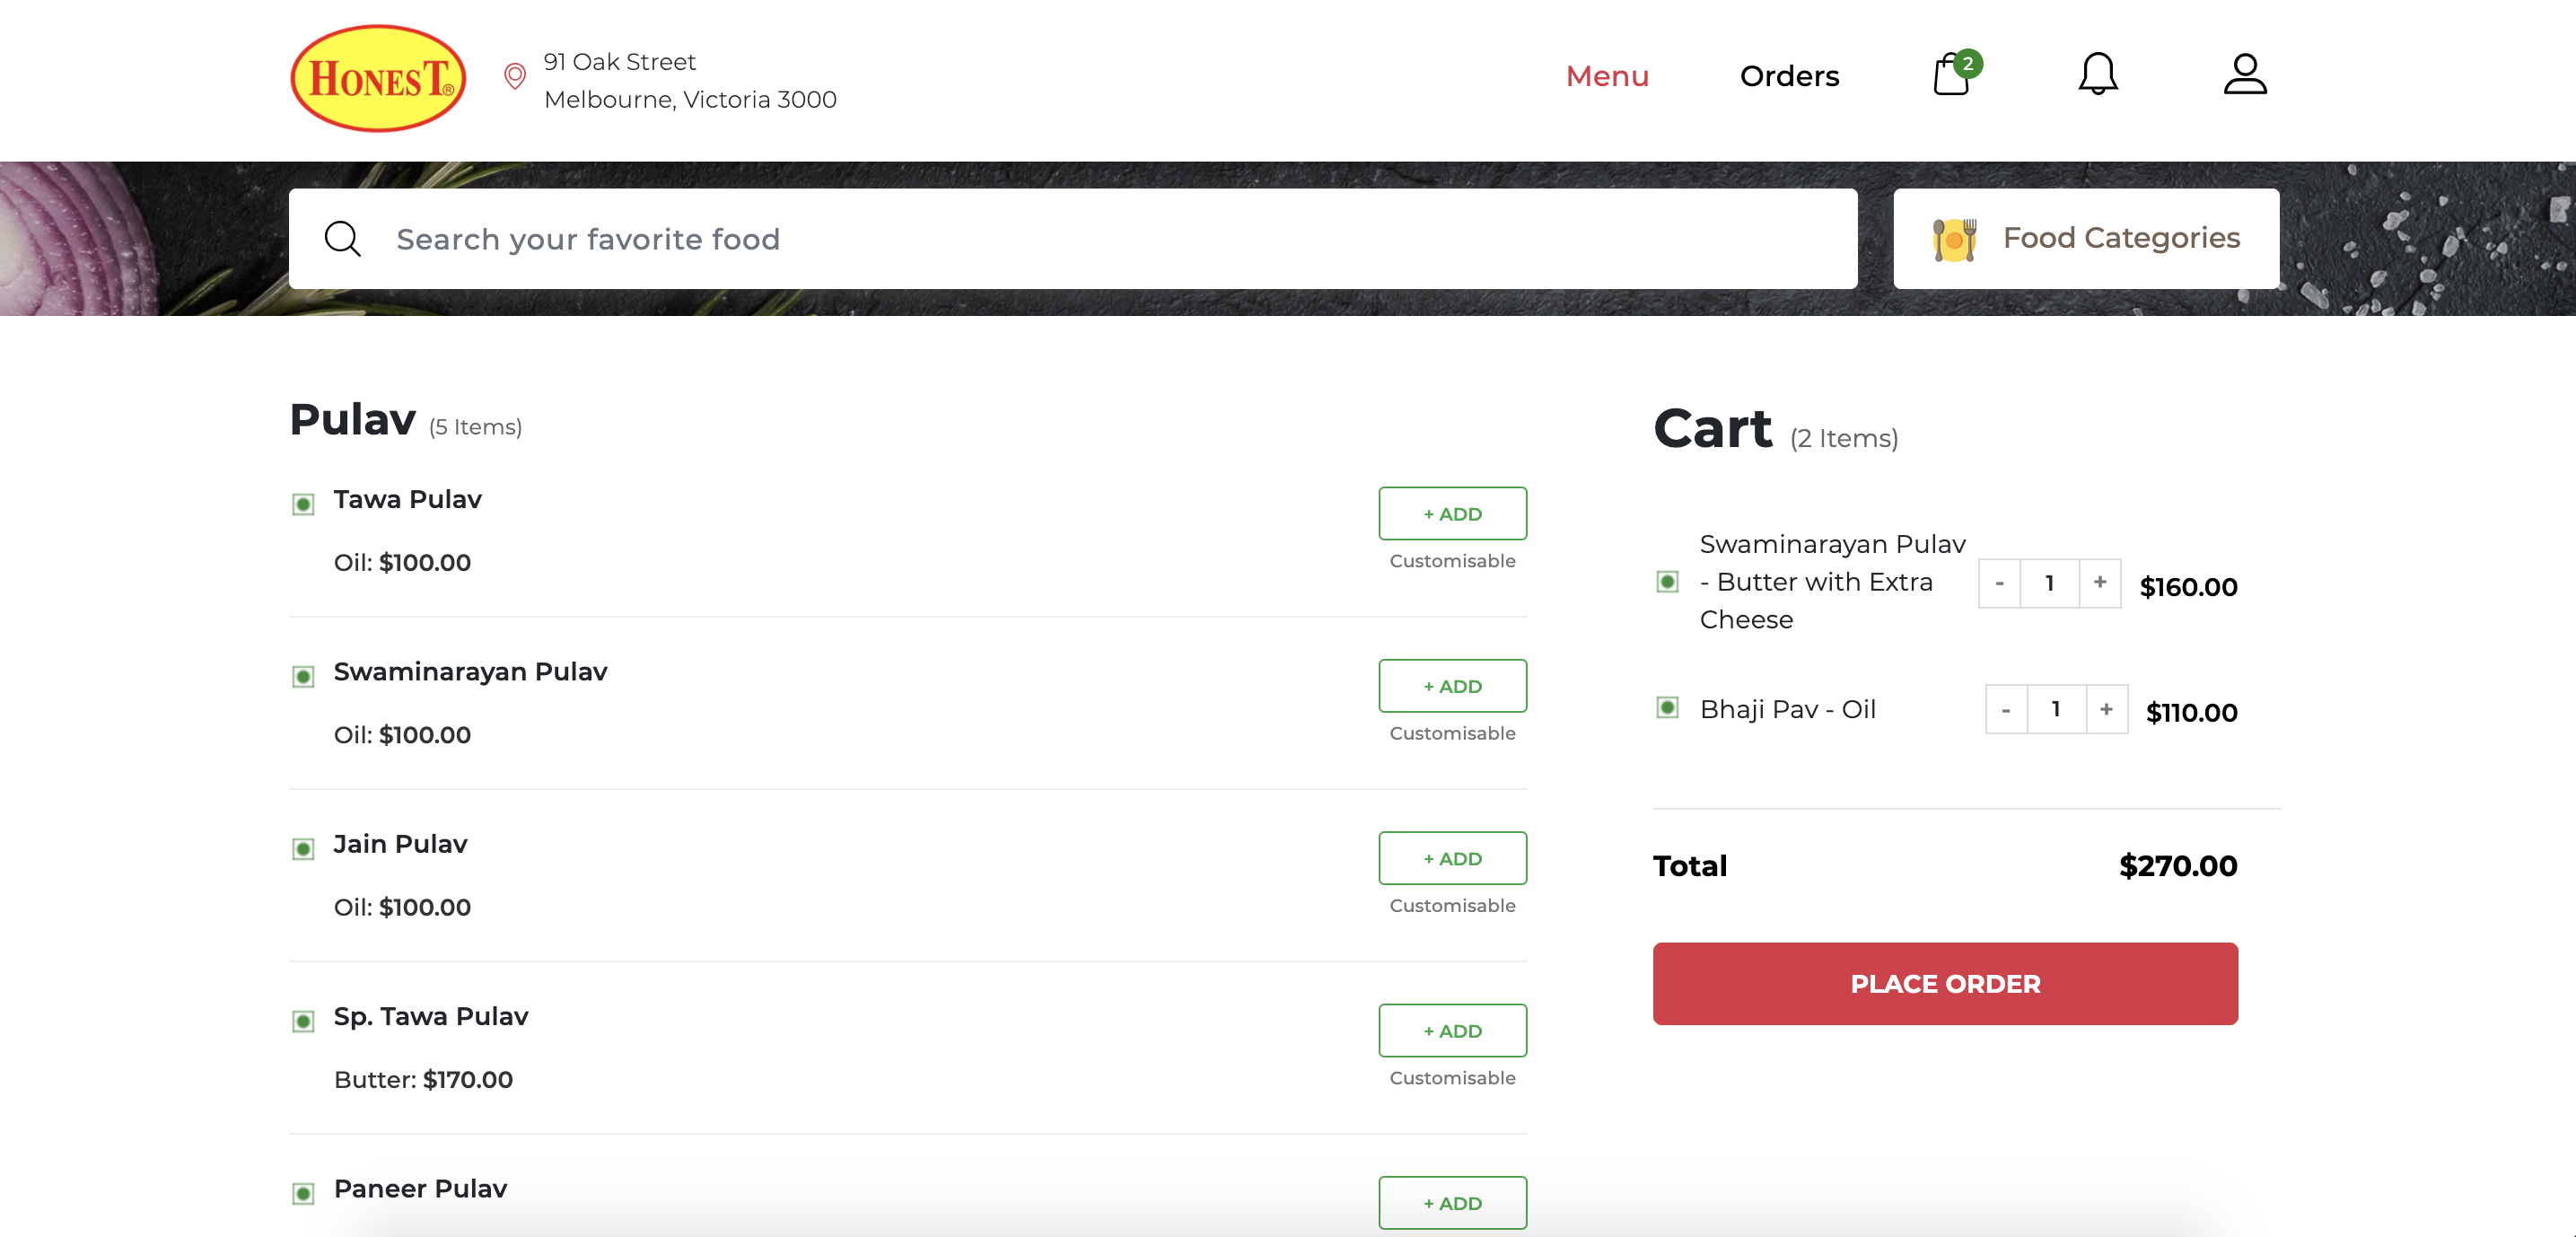 HONEST®
91 Oak Street
Melbourne, Victoria 3000
Menu
Orders
2
Search your favorite food
Food Categories
Pulav (5 Items)
Tawa Pulav
+ ADD
Oil: $100.00
Customisable
Swaminarayan Pulav
+ ADD
Oil: $100.00
Customisable
Jain Pulav
+ ADD
Oil: $100.00
Customisable
Sp. Tawa Pulav
+ ADD
Butter: $170.00
Customisable
Paneer Pulav
+ ADD
Cart (2 Items)
Swaminarayan Pulav
- Butter with Extra
Cheese
- 1 + $160.00
Bhaji Pav - Oil
- 1 + $110.00
Total $270.00
PLACE ORDER